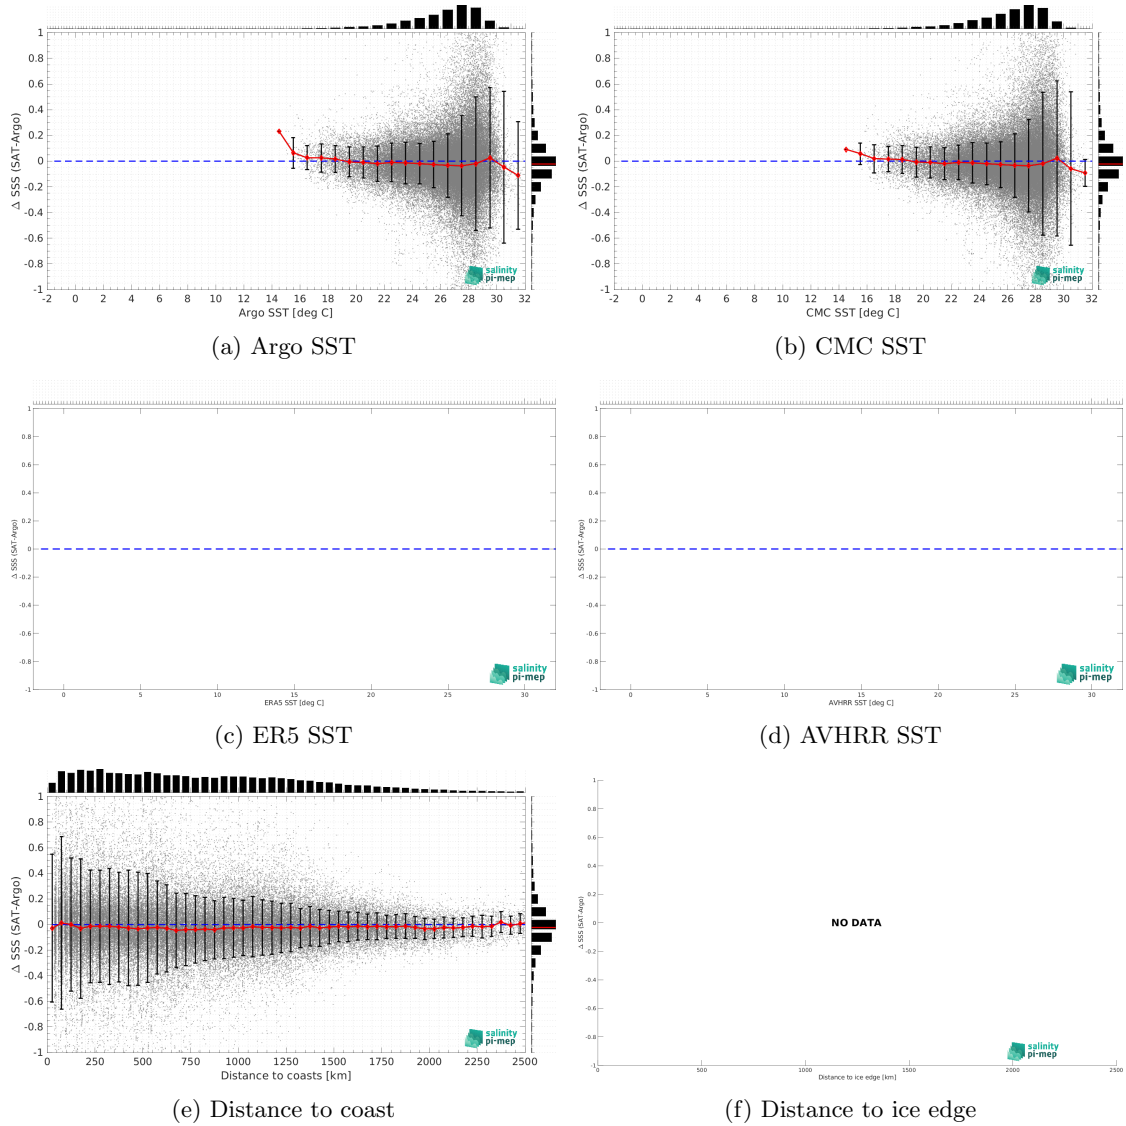 Δ SSS (SAT-Argo)
1
0.8
0.6
0.4
0.2
0
-0.2
-0.4
-0.6
-0.8
-1
-2 0 2 4 6 8 10 12 14 16 18 20 22 24 26 28 30 32
Argo SST [deg C]
salinity
pi-mep
(a) Argo SST
Δ SSS (SAT-Argo)
1
0.8
0.6
0.4
0.2
0
-0.2
-0.4
-0.6
-0.8
-1
-2 0 2 4 6 8 10 12 14 16 18 20 22 24 26 28 30 32
CMC SST [deg C]
salinity
pi-mep
(b) CMC SST
Δ SSS (SAT-Argo)
1
0.8
0.6
0.4
0.2
0
-0.2
-0.4
-0.6
-0.8
-1
0 5 10 15 20 25 30
ERA5 SST [deg C]
salinity
pi-mep
(c) ER5 SST
Δ SSS (SAT-Argo)
1
0.8
0.6
0.4
0.2
0
-0.2
-0.4
-0.6
-0.8
-1
0 5 10 15 20 25 30
AVHRR SST [deg C]
salinity
pi-mep
(d) AVHRR SST
Δ SSS (SAT-Argo)
1
0.8
0.6
0.4
0.2
0
-0.2
-0.4
-0.6
-0.8
-1
0 250 500 750 1000 1250 1500 1750 2000 2250 2500
Distance to coasts [km]
salinity
pi-mep
(e) Distance to coast
Δ SSS (SAT-Argo)
1
0.8
0.6
0.4
0.2
0
-0.2
-0.4
-0.6
-0.8
-1
NO DATA
0 500 1000 1500 2000 2500
Distance to ice edge [km]
salinity
pi-mep
(f) Distance to ice edge